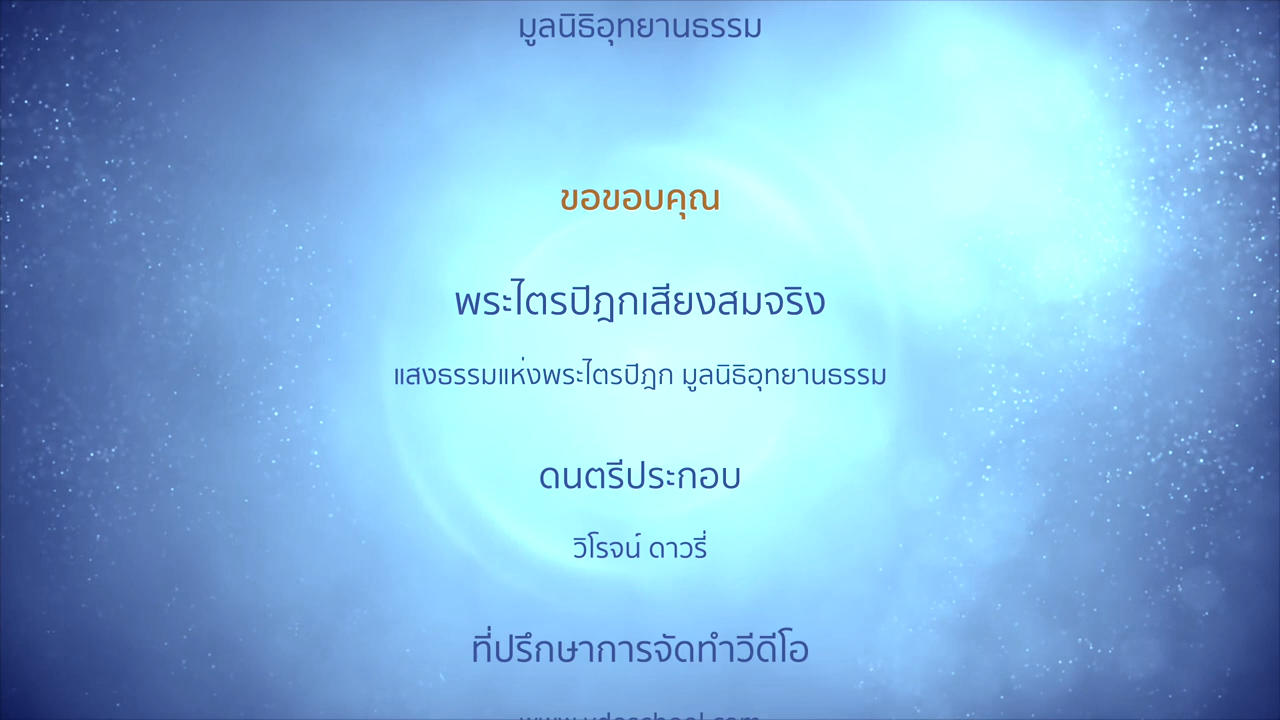 มูลนิธิอุทยานธรรม
ขอขอบคุณ
พระไตรปิฎกเสียงสมจริง
แสงธรรมแห่งพระไตรปิฎก มูลนิธิอุทยานธรรม
ดนตรีประกอบ
วิโรจน์ ดาวรี่
ที่ปรึกษาการจัดทำวีดีโอ